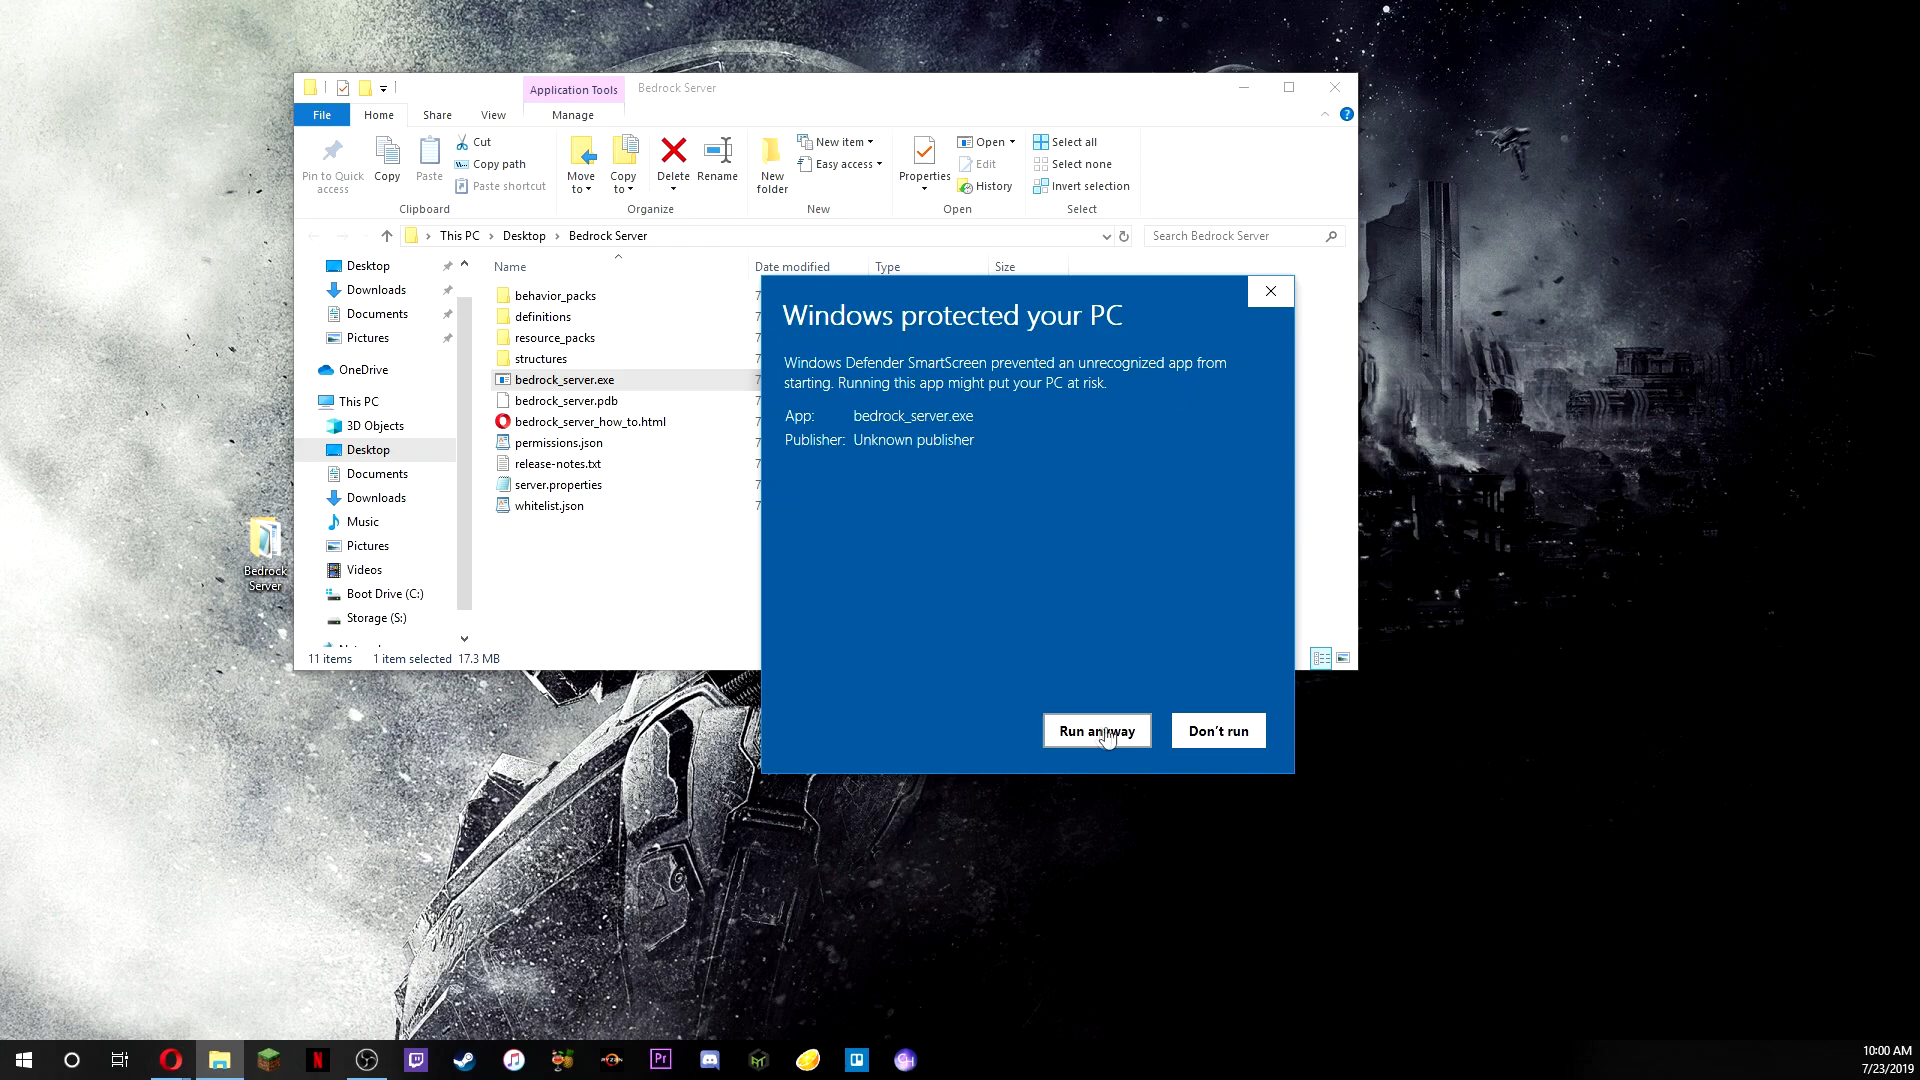 Application Tools
Bedrock Server
File
Home
Share
View
Manage
Pin to Quick access
Copy
Paste
Cut
Copy path
Paste shortcut
Clipboard
Move to
Copy to
Delete
Rename
Organize
New folder
New item
Easy access
New
Properties
Open
Edit
History
Open
Select all
Select none
Invert selection
Select
This PC
Desktop
Bedrock Server
Search Bedrock Server
Desktop
Downloads
Documents
Pictures
OneDrive
This PC
3D Objects
Desktop
Documents
Downloads
Music
Pictures
Videos
Boot Drive (C:)
Storage (S:)
Name
Date modified
Type
Size
behavior_packs
definitions
resource_packs
structures
bedrock_server.exe
bedrock_server.pdb
bedrock_server_how_to.html
permissions.json
release-notes.txt
server.properties
whitelist.json
11 items
1 item selected
17.3 MB
Windows protected your PC
Windows Defender SmartScreen prevented an unrecognized app from
starting. Running this app might put your PC at risk.
App: bedrock_server.exe
Publisher: Unknown publisher
Run anyway
Don't run
Bedrock
Server
10:00 AM
7/23/2019